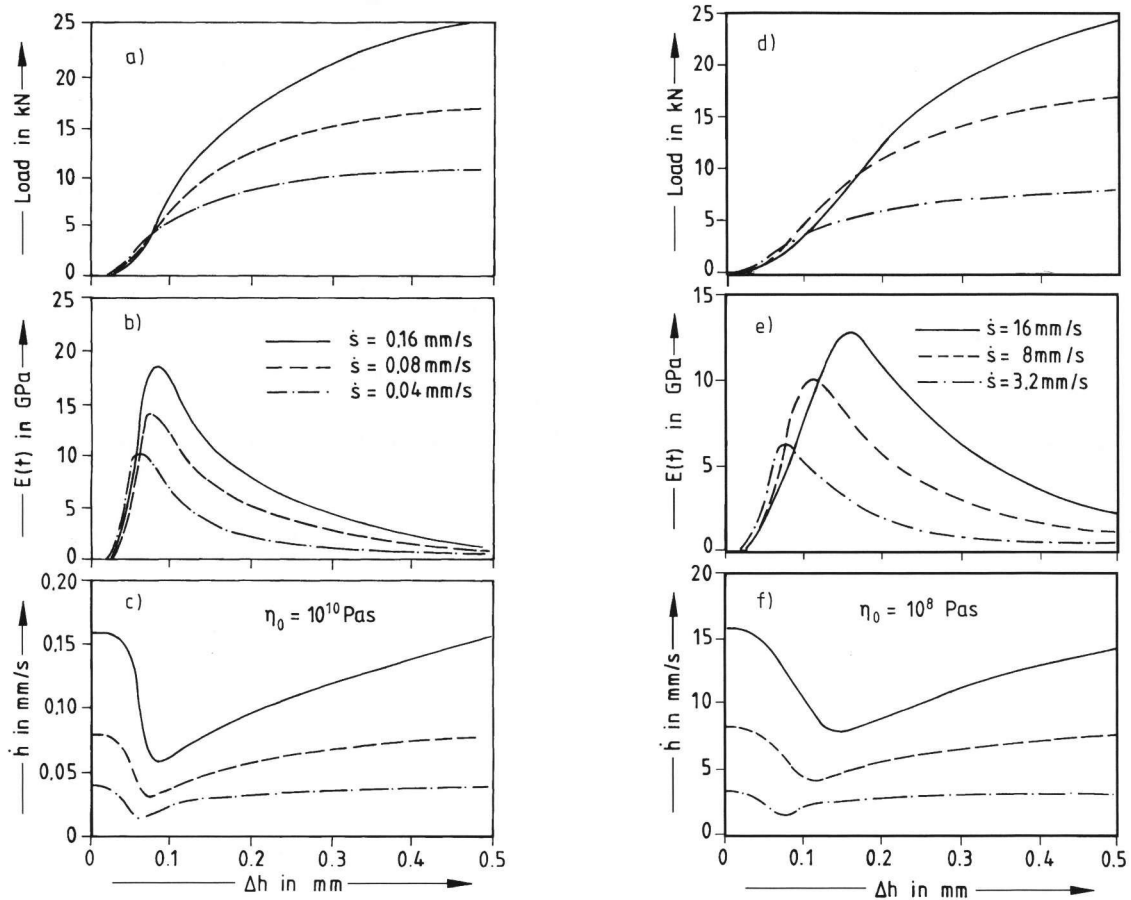 a)
Load in kN
25
20
15
10
5
0
b)
ṡ = 0,16 mm/s
ṡ = 0,08 mm/s
ṡ = 0,04 mm/s
E(t) in GPa
25
20
15
10
5
0
c)
η₀ = 10¹⁰ Pas
ḣ in mm/s
0,20
0,15
0,10
0,05
0
0 0.1 0.2 0.3 0.4 0.5
Δh in mm
d)
Load in kN
25
20
15
10
5
0
e)
ṡ = 16 mm/s
ṡ = 8mm/s
ṡ = 3,2 mm/s
E(t) in GPa
15
10
5
0
f)
η₀ = 10⁸ Pas
ḣ in mm/s
20
15
10
5
0
0 0.1 0.2 0.3 0.4 0.5
Δh in mm